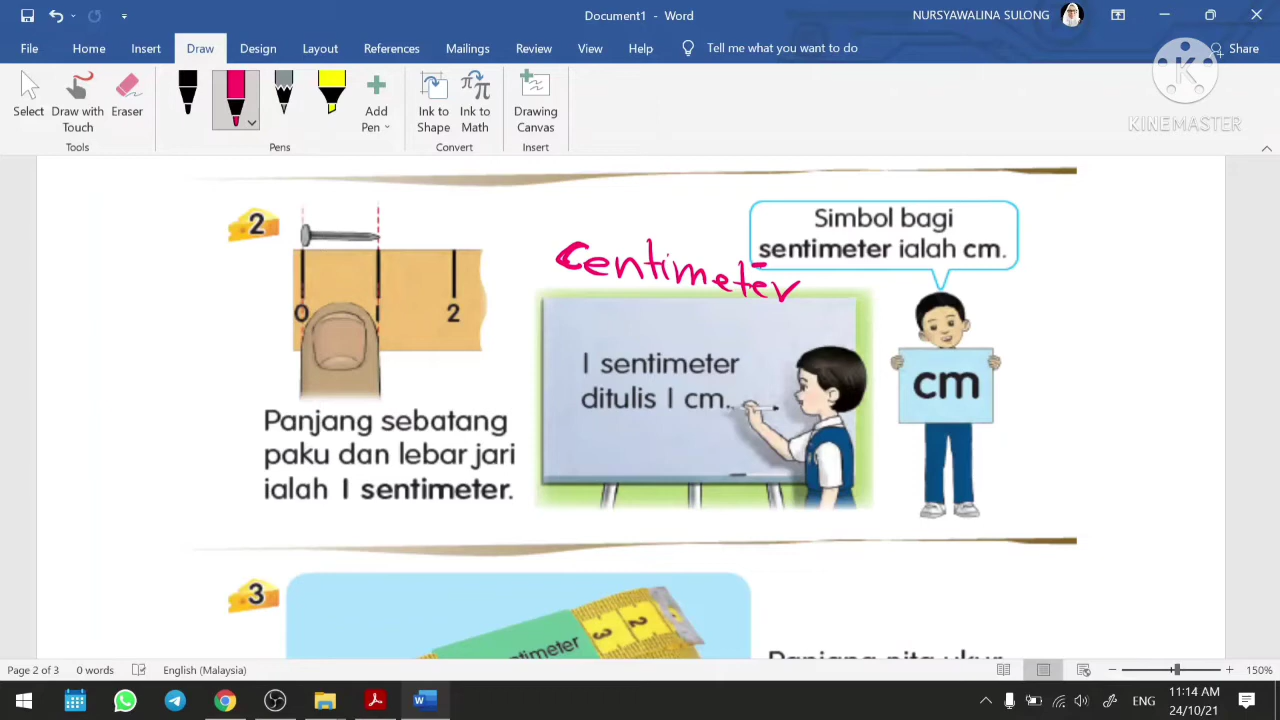 Document1 - Word
NURSYAWALINA SULONG
File Home Insert Draw Design Layout References Mailings Review View Help Tell me what you want to do Share
Select
Draw with Touch
Eraser
Add Pen
Ink to Shape
Ink to Math
Drawing Canvas
Tools
Pens
Convert
Insert
K
KINEMASTER
2
0 1 2
Panjang sebatang
paku dan lebar jari
ialah 1 sentimeter.
Centimeter
1 sentimeter
ditulis 1 cm.
Simbol bagi
sentimeter ialah cm.
cm
3
3 2
Page 2 of 3 0 words English (Malaysia) 150%
ENG
11:14 AM
24/10/21